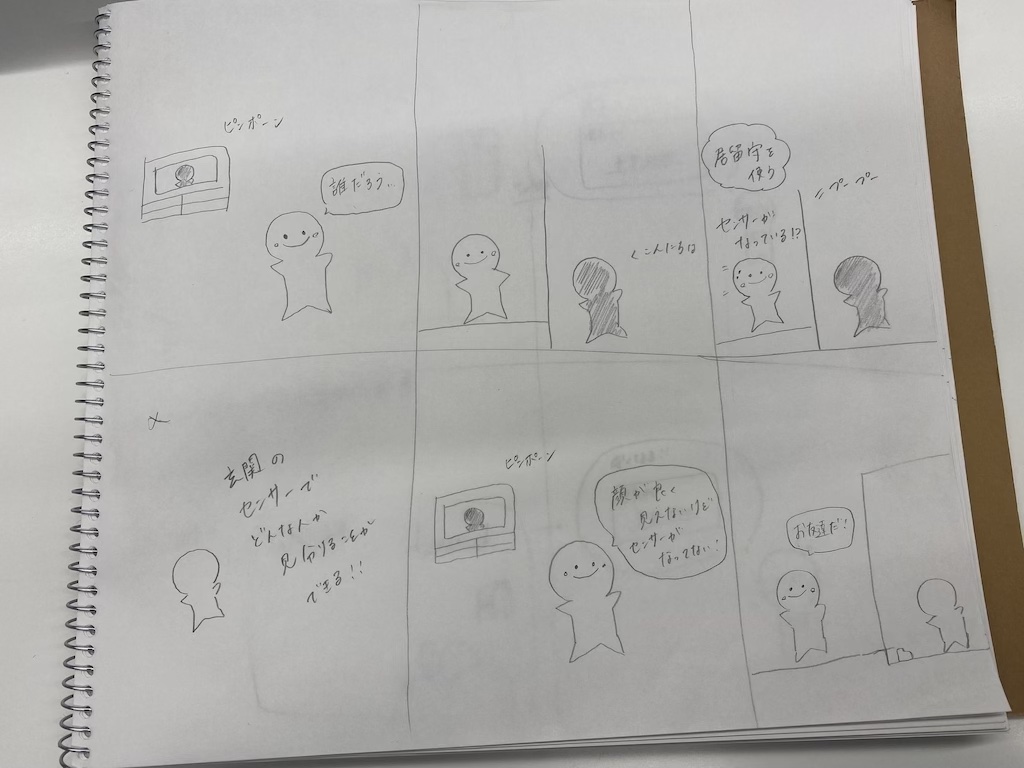 ピンポーン
誰だろう…
くこんにちは
居留守を
使う
センサーが
なっている!?
プープー
玄関の
センサーで
どんな人か
見分けることが
できる!!
ピンポン
顔がよく
見えないけど
センサーが
なってない!
お友達だ!